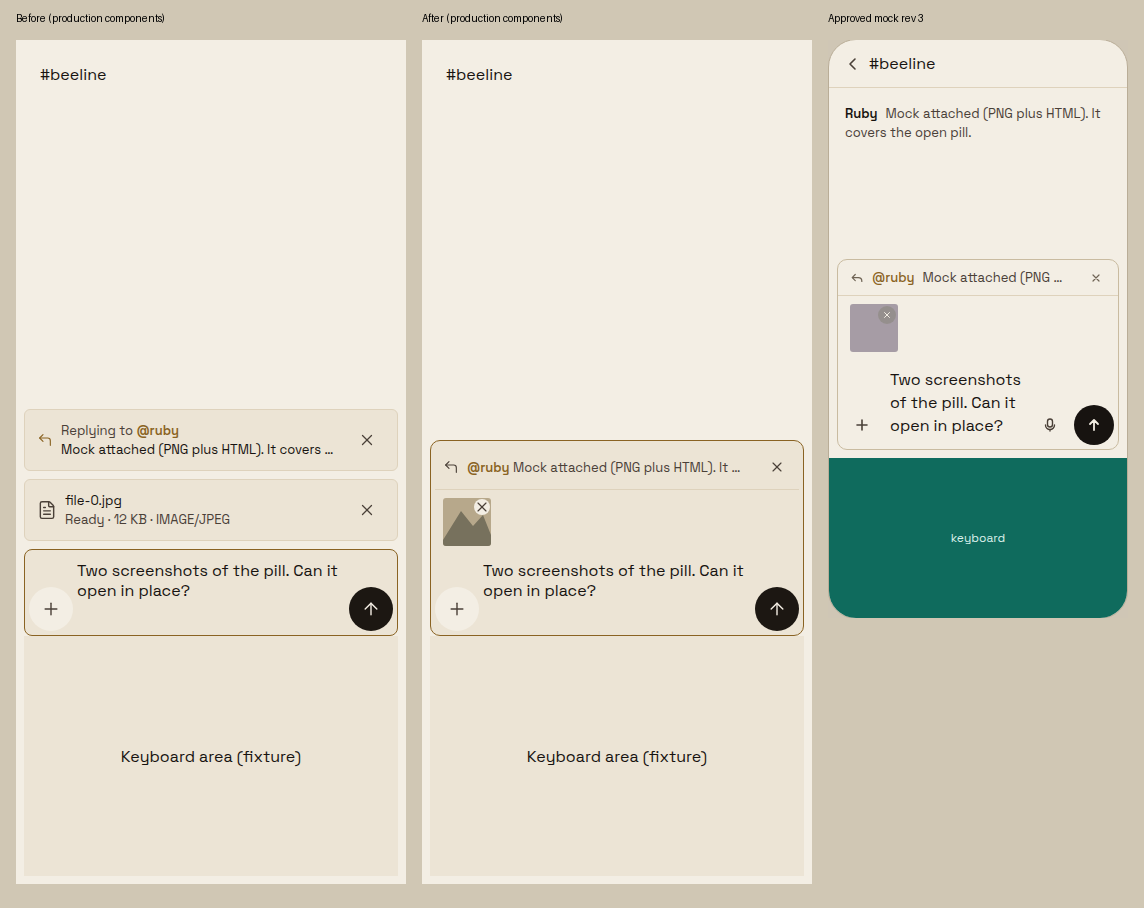 Before (production components)
#beeline
Replying to @ruby
Mock attached (PNG plus HTML). It covers ...
file-0.jpg
Ready · 12 KB · IMAGE/JPEG
Two screenshots of the pill. Can it
open in place?
Keyboard area (fixture)
After (production components)
#beeline
@ruby Mock attached (PNG plus HTML). It ...
Two screenshots of the pill. Can it
open in place?
Keyboard area (fixture)
Approved mock rev 3
#beeline
Ruby Mock attached (PNG plus HTML). It
covers the open pill.
@ruby Mock attached (PNG ...
Two screenshots
of the pill. Can it
open in place?
keyboard